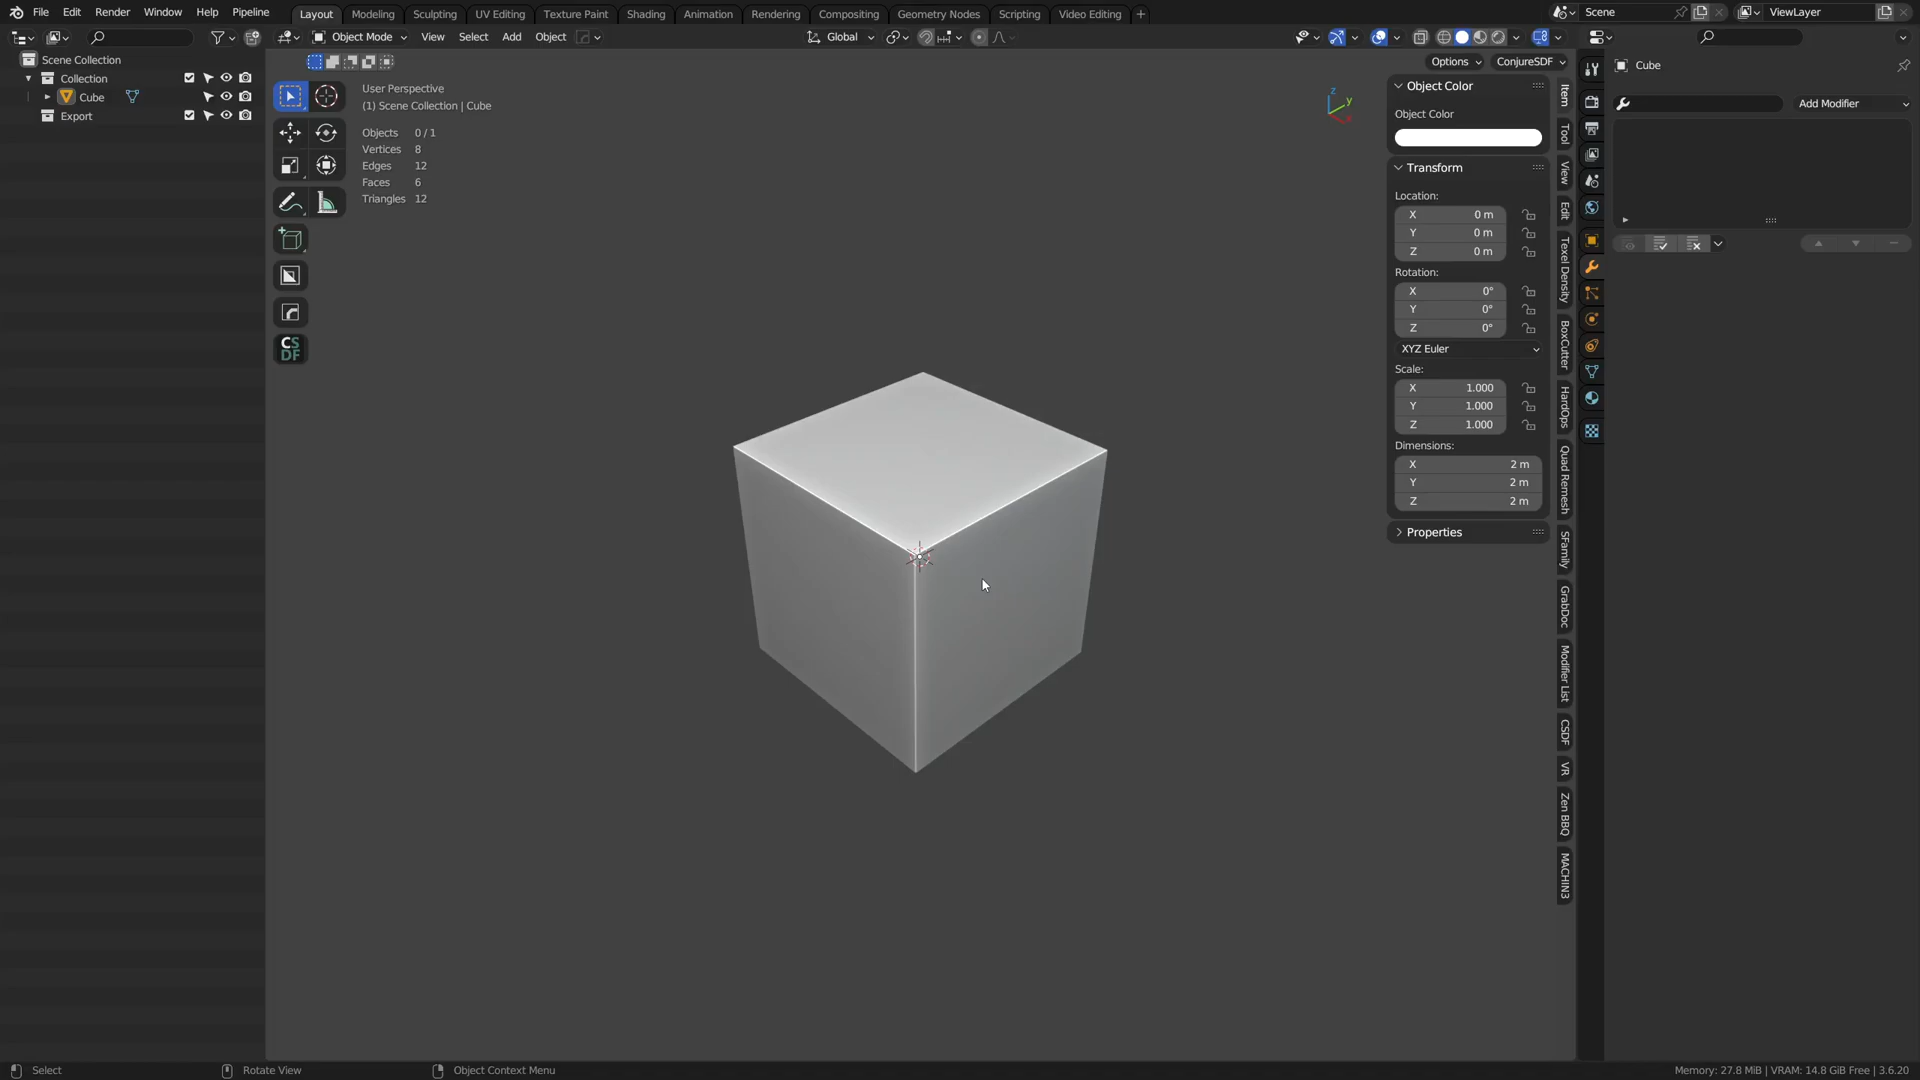 File Edit Render Window Help Pipeline Layout Modeling Sculpting UV Editing Texture Paint Shading Animation Rendering Compositing Geometry Nodes Scripting Video Editing + Scene ViewLayer
Object Mode View Select Add Object Global
Options ConjureSDF
Scene Collection
Collection
Cube
Export
User Perspective
(1) Scene Collection | Cube
Objects 0 / 1
Vertices 8
Edges 12
Faces 6
Triangles 12
CSDF
Z
Y
X
Object Color
Object Color
Transform
Location:
X 0 m
Y 0 m
Z 0 m
Rotation:
X 0°
Y 0°
Z 0°
XYZ Euler
Scale:
X 1.000
Y 1.000
Z 1.000
Dimensions:
X 2 m
Y 2 m
Z 2 m
Properties
Item
Tool
View
Edit
Texel Density
BoxCutter
HardOps
Quad Remesh
SFamily
GrabDoc
Modifier List
CSDF
VR
Zen BBQ
MACHIN3
Cube
Add Modifier
Select Rotate View Object Context Menu Memory: 27.8 MiB | VRAM: 14.8 GiB Free | 3.6.20